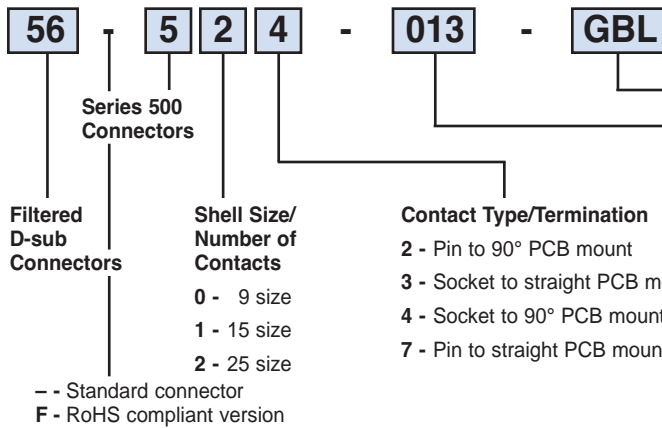 56 - 5 2 4 - 013 - GBL
Series 500
Connectors
Filtered
D-sub
Connectors
Shell Size/
Number of
Contacts
0 - 9 size
1 - 15 size
2 - 25 size
Contact Type/Termination
2 - Pin to 90° PCB mount
3 - Socket to straight PCB m
4 - Socket to 90° PCB mount
7 - Pin to straight PCB moun
– - Standard connector
F - RoHS compliant version